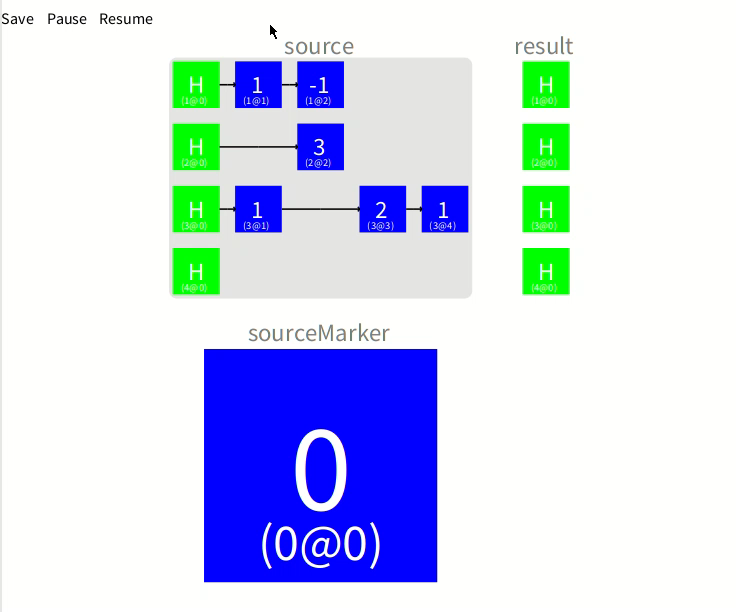 Save Pause Resume
source result
H 1 -1 H
(1@0) (1@1) (1@2) (1@0)
H 3 H
(2@0) (2@2) (2@0)
H 1 2 1 H
(3@0) (3@1) (3@3) (3@4) (3@0)
H H
(4@0) (4@0)
sourceMarker
0
(0@0)